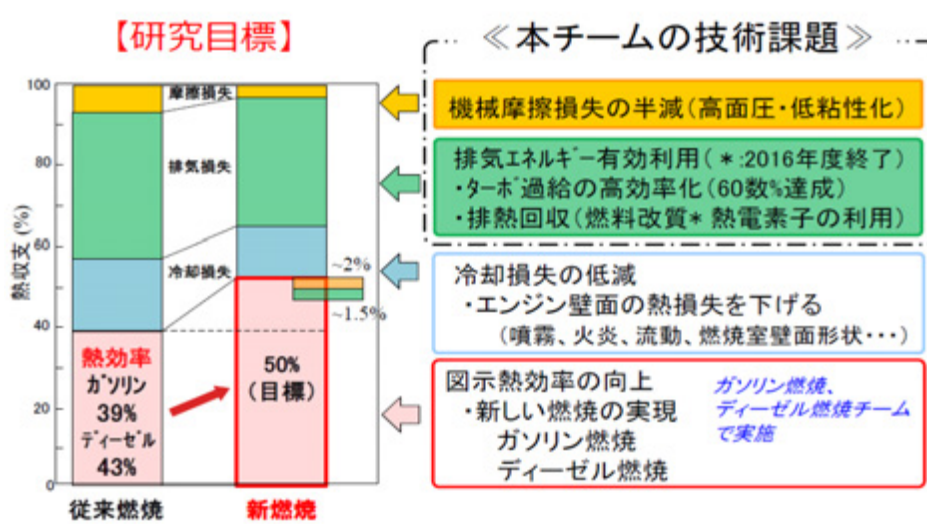 【研究目標】
≪本チームの技術課題≫
100
80
60
40
20
0
熱収支(%)
摩擦損失
排気損失
冷却損失
~2%
~1.5%
熱効率
ガソリン
39%
ディーゼル
43%
50%
(目標)
従来燃焼
新燃焼
機械摩擦損失の半減(高面圧・低粘性化)
排気エネルギー有効利用(*:2016年度終了)
・ターボ過給の高効率化(60数%達成)
・排熱回収(燃料改質* 熱電素子の利用)
冷却損失の低減
・エンジン壁面の熱損失を下げる
(噴霧、火炎、流動、燃焼室壁面形状・・・)
図示熱効率の向上
・新しい燃焼の実現
ガソリン燃焼
ディーゼル燃焼
ガソリン燃焼、
ディーゼル燃焼チーム
で実施